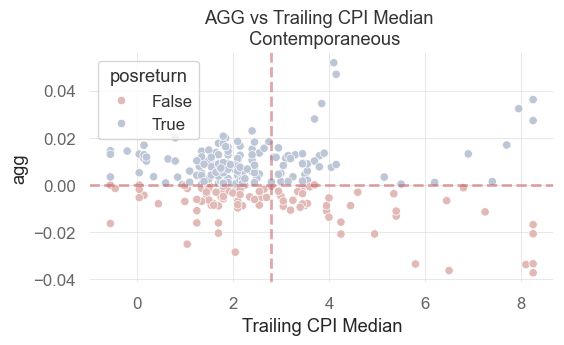 AGG vs Trailing CPI Median
Contemporaneous
posreturn
False
True
agg
0.04
0.02
0.00
−0.02
−0.04
0
2
4
6
8
Trailing CPI Median